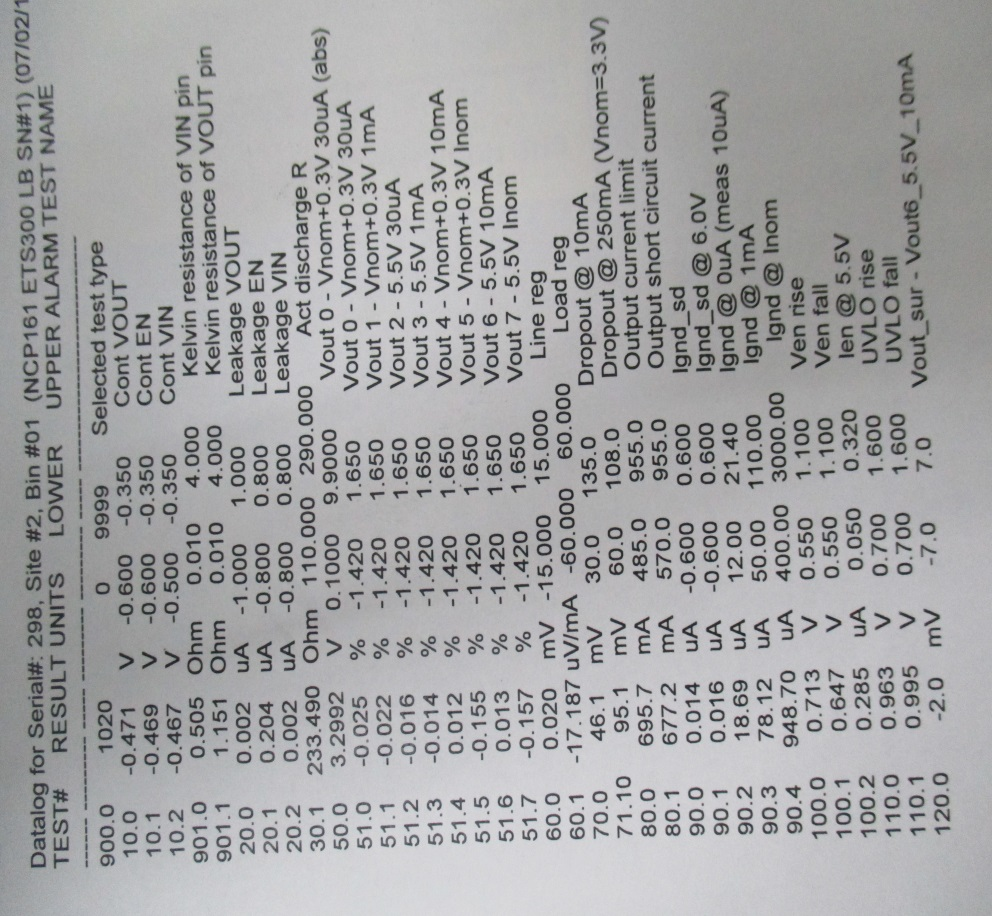 Datalog for Serial#: 298, Site #2, Bin #01 (NCP161 ETS300 LB SN#1) (07/02/1
TEST# RESULT UNITS LOWER UPPER ALARM TEST NAME
900.0 1020 0 9999 Selected test type
10.0 -0.471 V -0.600 -0.350 Cont VOUT
10.1 -0.469 V -0.600 -0.350 Cont EN
10.2 -0.467 V -0.500 -0.350 Cont VIN
901.0 0.505 Ohm 0.010 4.000 Kelvin resistance of VIN pin
901.1 1.151 Ohm 0.010 4.000 Kelvin resistance of VOUT pin
20.0 0.002 uA -1.000 1.000 Leakage VOUT
20.1 0.204 uA -0.800 0.800 Leakage EN
20.2 0.002 uA -0.800 0.800 Leakage VIN
30.1 233.490 Ohm 110.000 290.000 Act discharge R
50.0 3.2992 V 0.1000 9.9000 Vout 0 - Vnom+0.3V 30uA (abs)
51.0 -0.025 % -1.420 1.650 Vout 0 - Vnom+0.3V 30uA
51.1 -0.022 % -1.420 1.650 Vout 1 - Vnom+0.3V 1mA
51.2 -0.016 % -1.420 1.650 Vout 2 - 5.5V 30uA
51.3 -0.014 % -1.420 1.650 Vout 3 - 5.5V 1mA
51.4 0.012 % -1.420 1.650 Vout 4 - Vnom+0.3V 10mA
51.5 -0.155 % -1.420 1.650 Vout 5 - Vnom+0.3V Inom
51.6 0.013 % -1.420 1.650 Vout 6 - 5.5V 10mA
51.7 -0.157 % -1.420 1.650 Vout 7 - 5.5V Inom
60.0 0.020 mV -15.000 15.000 Line reg
60.1 -17.187 uV/mA -60.000 60.000 Load reg
70.0 46.1 mV 30.0 135.0 Dropout @ 10mA
71.10 95.1 mV 60.0 108.0 Dropout @ 250mA (Vnom=3.3V)
80.0 695.7 mA 485.0 955.0 Output current limit
80.1 677.2 mA 570.0 955.0 Output short circuit current
90.0 0.014 uA -0.600 0.600 Ignd_sd
90.1 0.016 uA -0.600 0.600 Ignd_sd @ 6.0V
90.2 18.69 uA 12.00 21.40 Ignd @ 0uA (meas 10uA)
90.3 78.12 uA 50.00 110.00 Ignd @ 1mA
90.4 948.70 uA 400.00 3000.00 Ignd @ Inom
100.0 0.713 V 0.550 1.100 Ven rise
100.1 0.647 V 0.550 1.100 Ven fall
100.2 0.285 uA 0.050 0.320 Ien @ 5.5V
110.0 0.963 V 0.700 1.600 UVLO rise
110.1 0.995 V 0.700 1.600 UVLO fall
120.0 -2.0 mV -7.0 7.0 Vout_sur - Vout6_5.5V_10mA